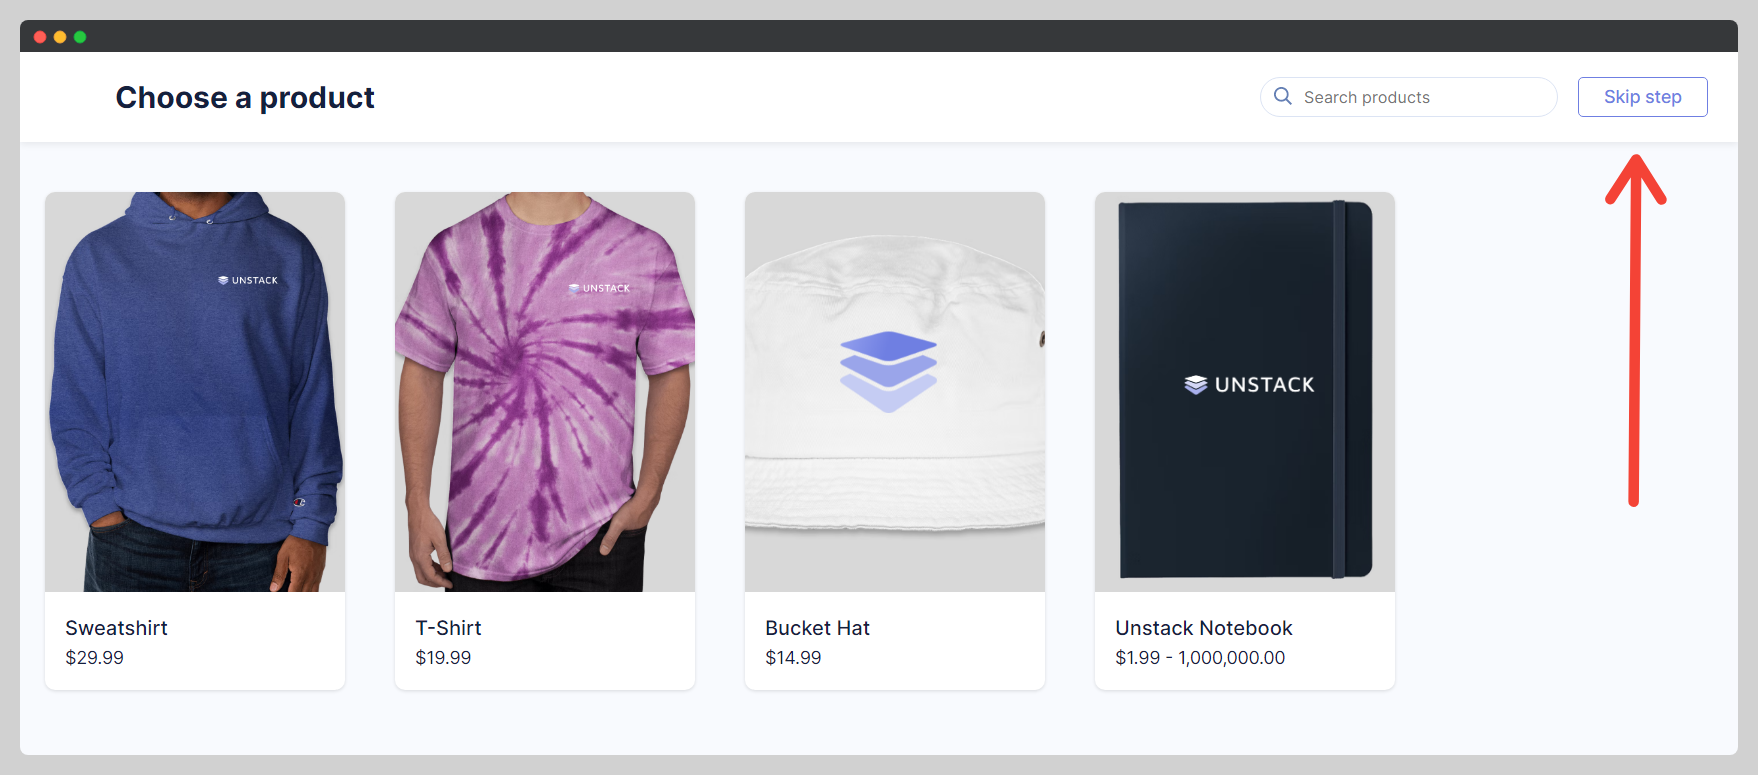 Choose a product
Search products
Skip step
UNSTACK
UNSTACK
UNSTACK
Sweatshirt
$29.99
T-Shirt
$19.99
Bucket Hat
$14.99
Unstack Notebook
$1.99 - 1,000,000.00